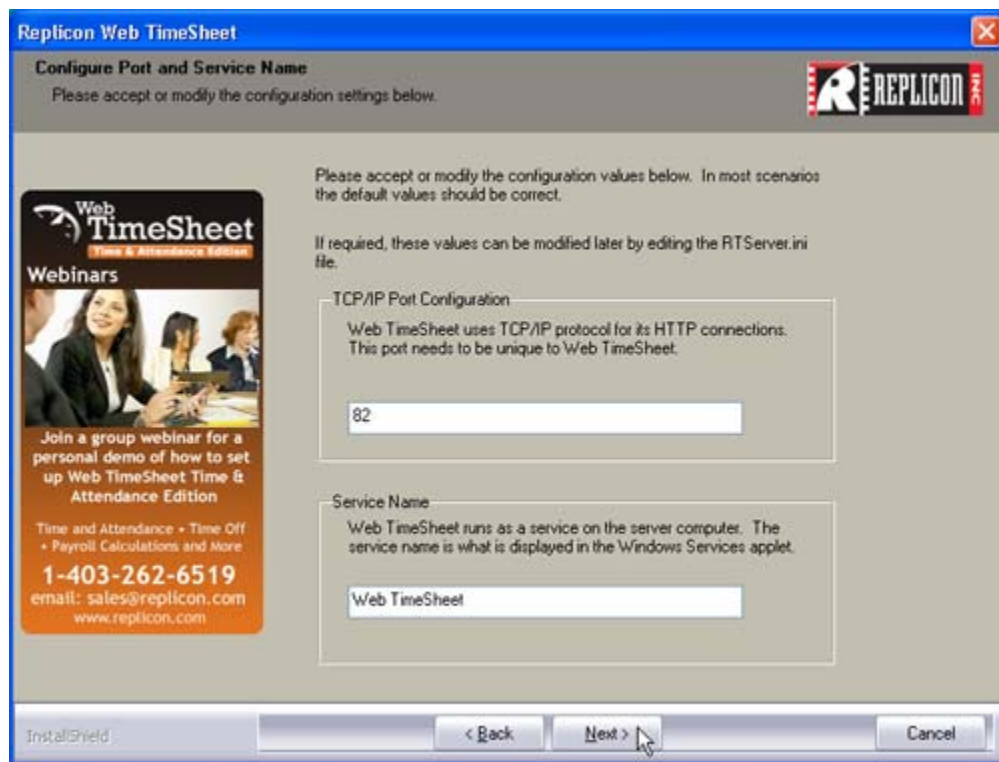 Replicon Web TimeSheet
Configure Port and Service Name
Please accept or modify the configuration settings below.
R REPLICON INC
Please accept or modify the configuration values below. In most scenarios
the default values should be correct.
If required, these values can be modified later by editing the RTServer.ini
file.
TCP/IP Port Configuration
Web TimeSheet uses TCP/IP protocol for its HTTP connections.
This port needs to be unique to Web TimeSheet.
82
Service Name
Web TimeSheet runs as a service on the server computer. The
service name is what is displayed in the Windows Services applet.
Web TimeSheet
Web
TimeSheet
Time & Attendance Edition
Webinars
Join a group webinar for a
personal demo of how to set
up Web TimeSheet Time &
Attendance Edition
Time and Attendance • Time Off
• Payroll Calculations and More
1-403-262-6519
email: sales@replicon.com
www.replicon.com
InstallShield
< Back
Next >
Cancel